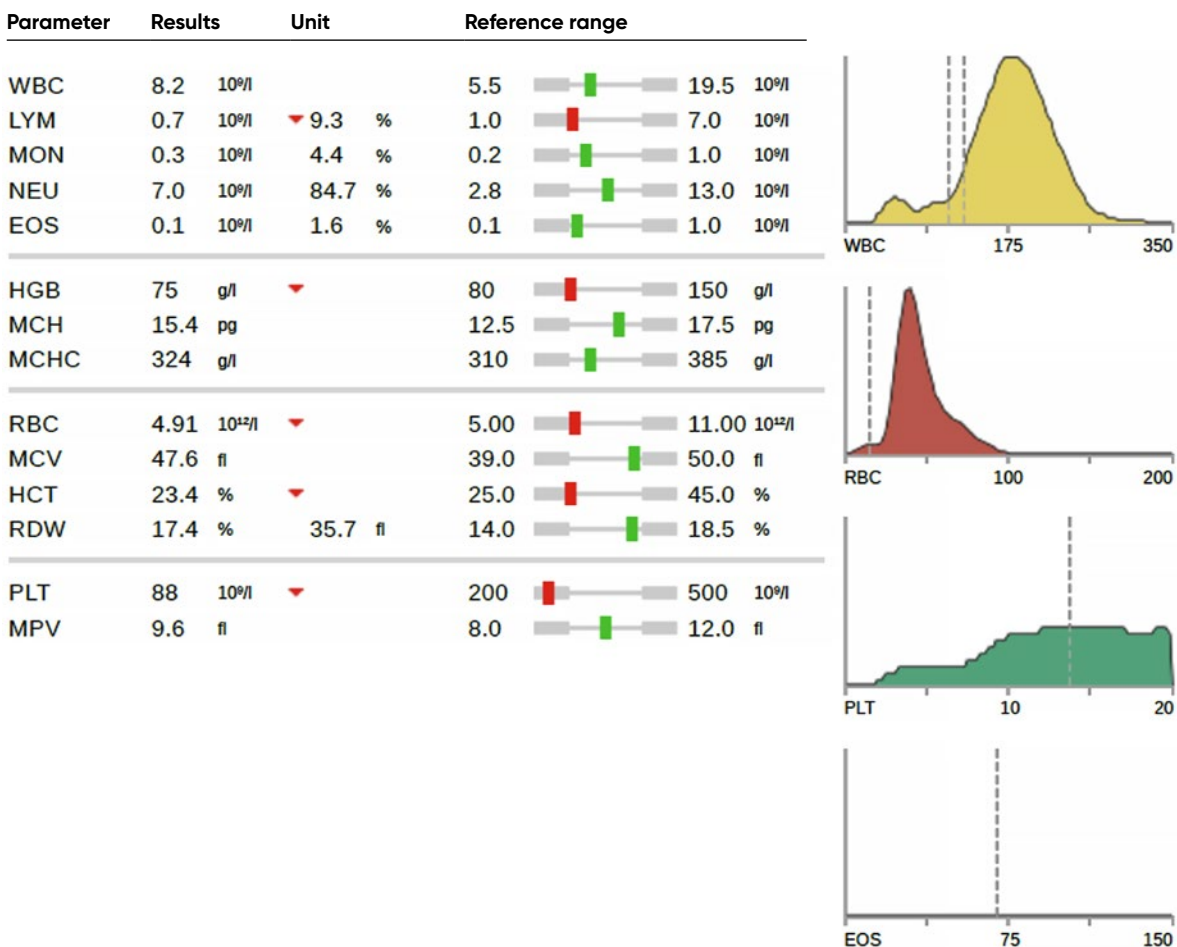 Parameter Results Unit Reference range
WBC 8.2 10⁹/l 5.5 19.5 10⁹/l
LYM 0.7 10⁹/l 9.3 % 1.0 7.0 10⁹/l
MON 0.3 10⁹/l 4.4 % 0.2 1.0 10⁹/l
NEU 7.0 10⁹/l 84.7 % 2.8 13.0 10⁹/l
EOS 0.1 10⁹/l 1.6 % 0.1 1.0 10⁹/l
HGB 75 g/l 80 150 g/l
MCH 15.4 pg 12.5 17.5 pg
MCHC 324 g/l 310 385 g/l
RBC 4.91 10¹²/l 5.00 11.00 10¹²/l
MCV 47.6 fl 39.0 50.0 fl
HCT 23.4 % 25.0 45.0 %
RDW 17.4 % 35.7 fl 14.0 18.5 %
PLT 88 10⁹/l 200 500 10⁹/l
MPV 9.6 fl 8.0 12.0 fl
WBC 175 350
RBC 100 200
PLT 10 20
EOS 75 150